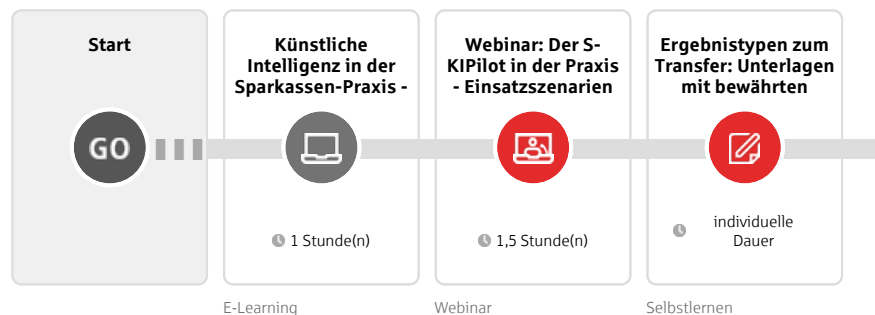 Start
GO
Künstliche
Intelligenz in der
Sparkassen-Praxis -
1 Stunde(n)
E-Learning
Webinar: Der S-
KIPilot in der Praxis
- Einsatzszenarien
1,5 Stunde(n)
Webinar
Ergebnistypen zum
Transfer: Unterlagen
mit bewährten
individuelle
Dauer
Selbstlernen